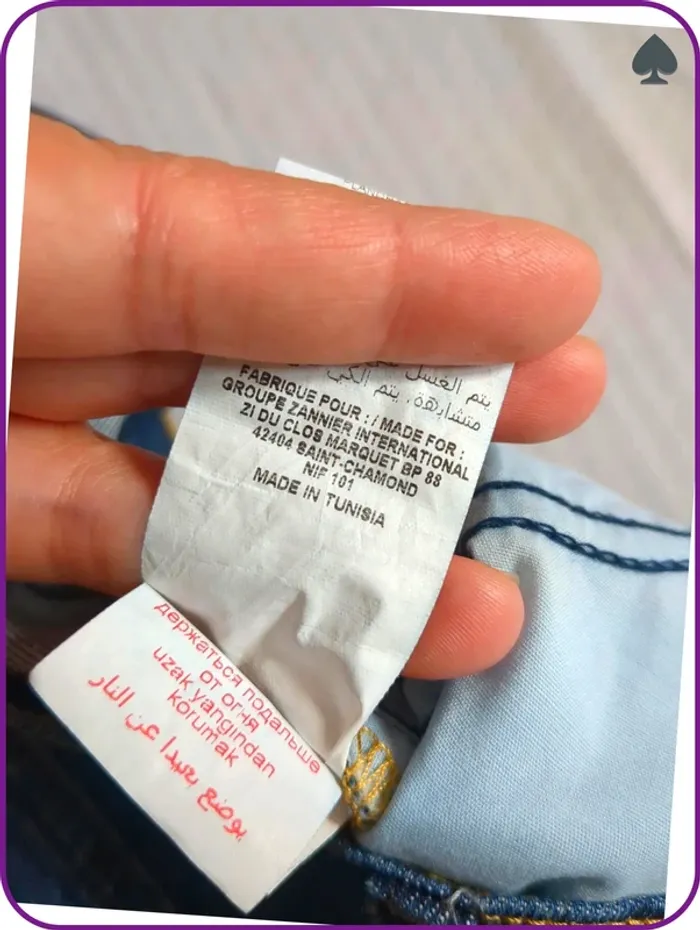 يتم الغسل
متشابهة. يتم الكي
FABRIQUE POUR : / MADE FOR :
GROUPE ZANNIER INTERNATIONAL
ZI DU CLOS MARQUET BP 88
42404 SAINT-CHAMOND
NIF 101
MADE IN TUNISIA
держаться подальше
от огня
uzak yangından
korumak
يوضع بعيدا عن النار